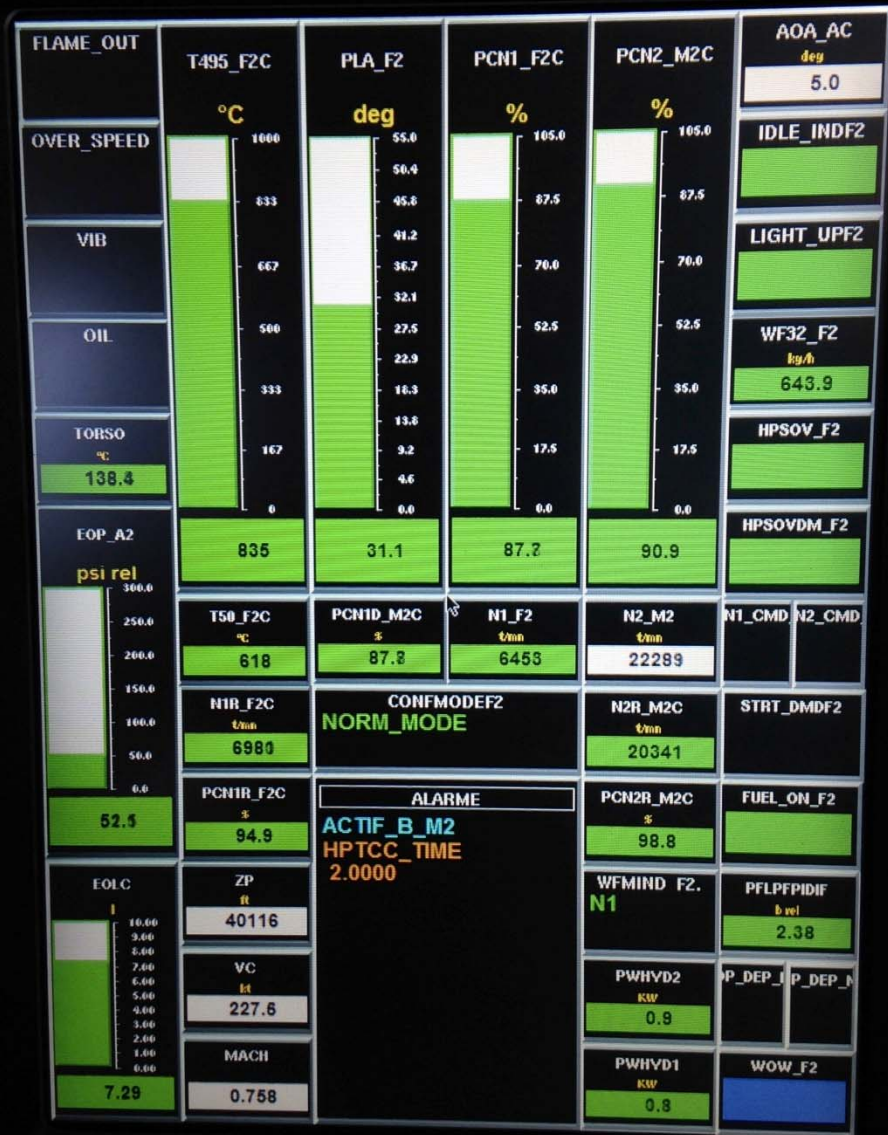 FLAME_OUT
OVER_SPEED
VIB
OIL
TORSO
°C
138.4
EOP_A2
psi rel
300.0
250.0
200.0
150.0
100.0
50.0
0.0
EOLC
l
10.00
9.00
8.00
7.00
6.00
5.00
4.00
3.00
2.00
1.00
0.00
7.29
T495_F2C
°C
1000
833
667
500
333
167
0
835
PLA_F2
deg
55.0
50.4
45.8
41.2
36.7
32.1
27.5
22.9
18.3
13.8
9.2
4.6
0.0
31.1
PCN1_F2C
%
105.0
87.5
70.0
52.5
35.0
17.5
0.0
PCN2_M2C
%
105.0
87.5
70.0
52.5
35.0
17.5
0.0
90.9
AOA_AC
deg
5.0
IDLE_INDF2
LIGHT_UPF2
WF32_F2
kg/h
643.9
HPSOV_F2
HPSOVDM_F2
T50_F2C
°C
618
PCN1D_M2C
%
N1_F2
t/mn
6453
N2_M2
t/mn
22289
N1_CMD N2_CMD
N1R_F2C
t/mn
CONFMODEF2
NORM_MODE
N2R_M2C
t/mn
20341
STRT_DMDF2
PCN1R_F2C
%
94.9
ALARME
ACTIF_B_M2
HPTCC_TIME
2.0000
PCN2R_M2C
%
98.8
FUEL_ON_F2
ZP
ft
40116
WFMIND F2.
N1
PFLPFPIDIF
b rel
2.38
VC
kt
227.6
PWHYD2
KW
P_DEP_
MACH
0.758
PWHYD1
KW
0.8
WOW_F2